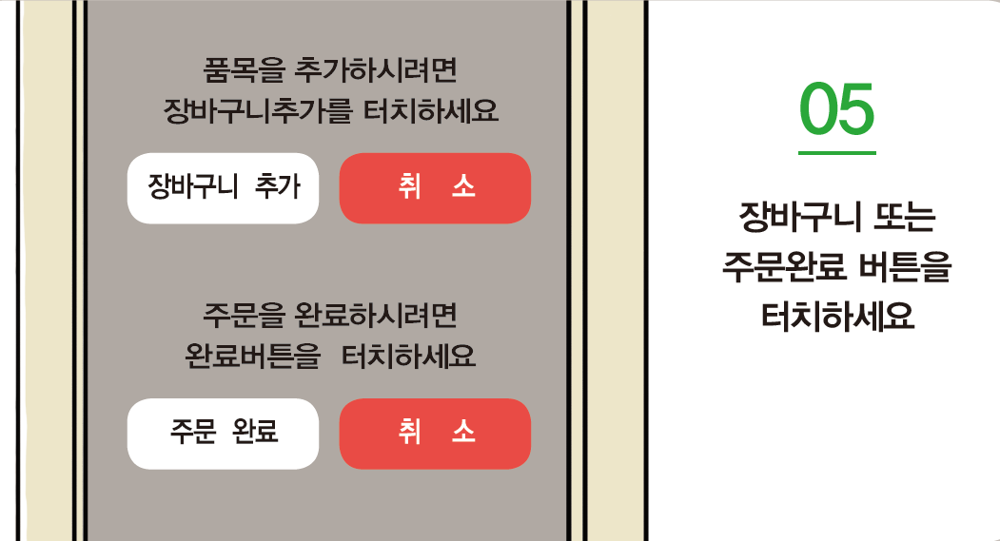 품목을 추가하시려면
장바구니추가를 터치하세요
장바구니 추가
취 소
주문을 완료하시려면
완료버튼을 터치하세요
주문 완료
취 소
05
장바구니 또는
주문완료 버튼을
터치하세요